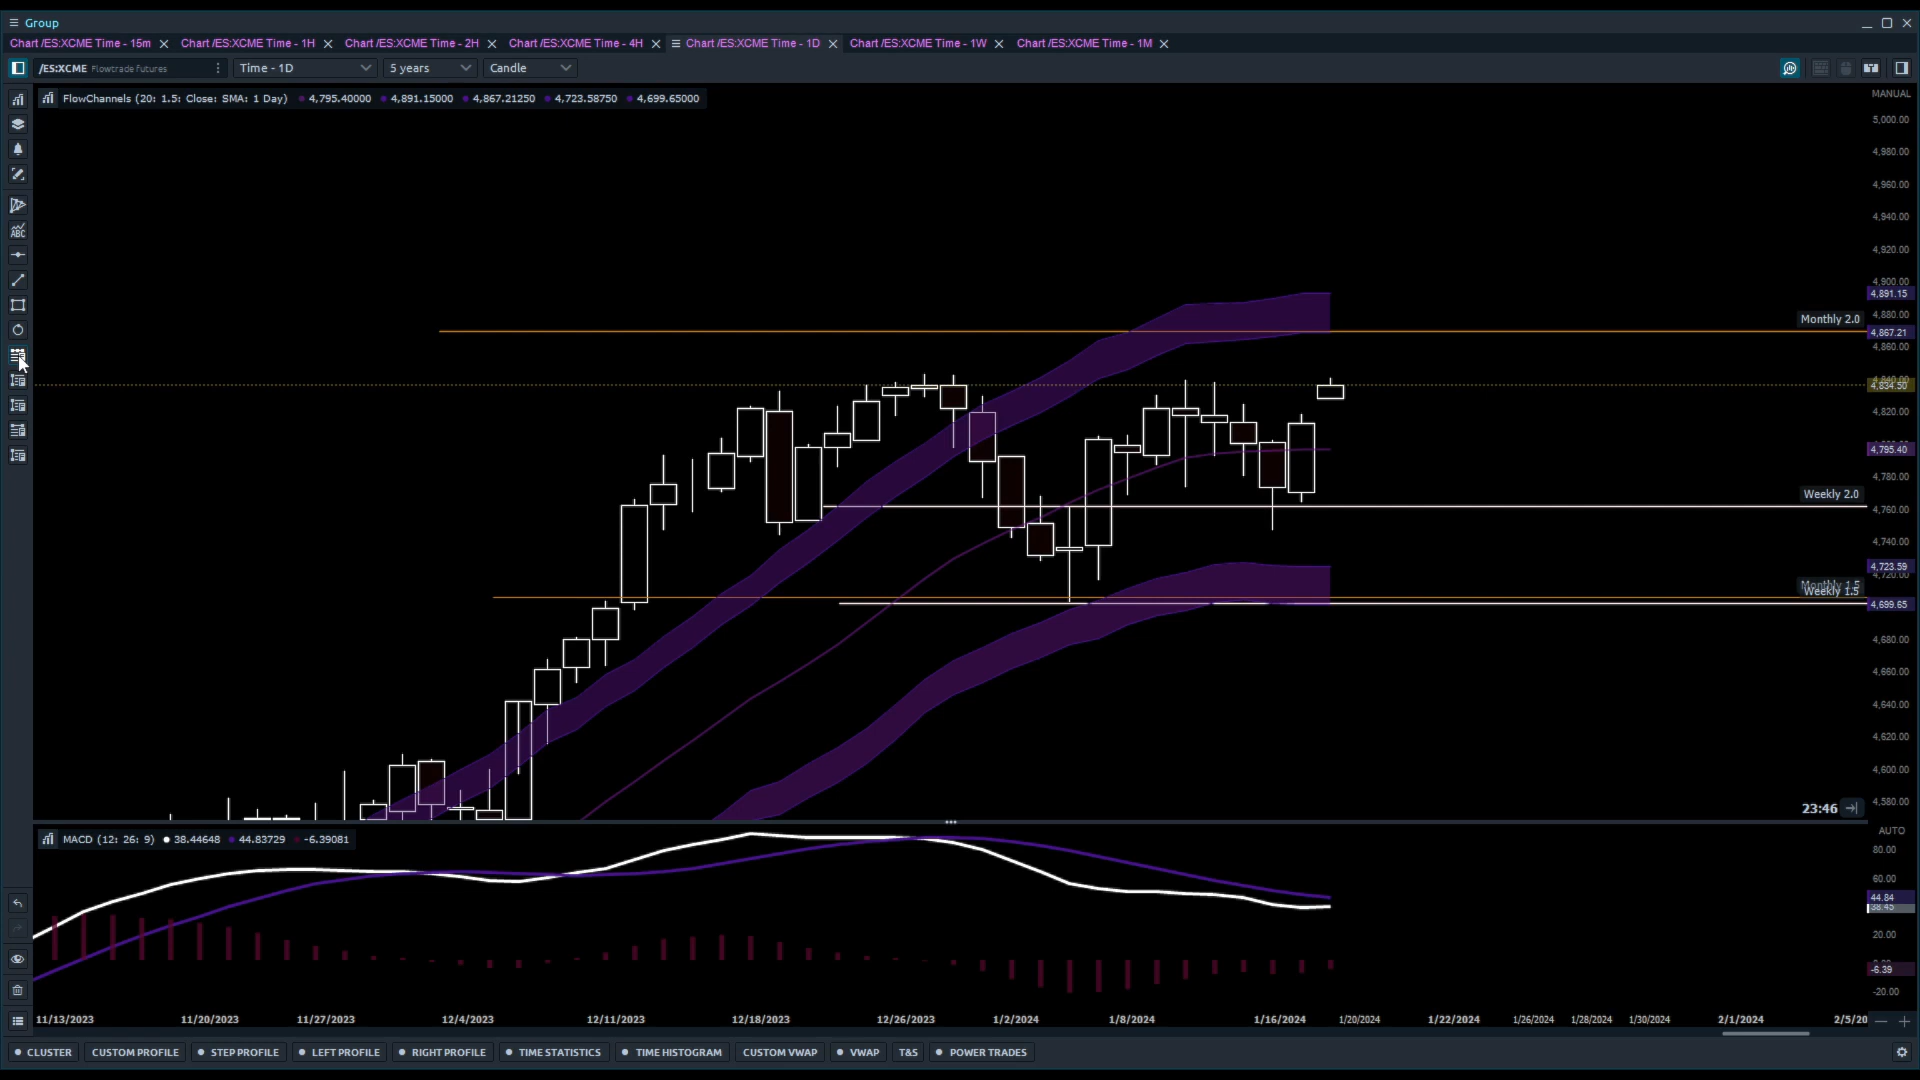 Group
Chart /ES:XCME Time - 15m Chart /ES:XCME Time - 1H Chart /ES:XCME Time - 2H Chart /ES:XCME Time - 4H Chart /ES:XCME Time - 1D Chart /ES:XCME Time - 1W Chart /ES:XCME Time - 1M
/ES:XCME Flowtrade futures Time - 1D 5 years Candle
FlowChannels (20: 1.5: Close: SMA: 1 Day) 4,795.40000 4,891.15000 4,867.21250 4,723.58750 4,699.65000
MANUAL
5,000.00
4,980.00
4,960.00
4,940.00
4,920.00
4,900.00
4,891.15
4,880.00
Monthly 2.0
4,867.21
4,860.00
4,834.50
4,820.00
4,795.40
4,780.00
Weekly 2.0
4,760.00
4,740.00
4,723.59
Monthly 1.5
Weekly 1.5
4,699.65
4,680.00
4,660.00
4,640.00
4,620.00
4,600.00
4,580.00
23:46
MACD (12: 26: 9) 38.44648 44.83729 -6.39081
AUTO
80.00
60.00
44.84
38.45
20.00
-6.39
-20.00
11/13/2023 11/20/2023 11/27/2023 12/4/2023 12/11/2023 12/18/2023 12/26/2023 1/2/2024 1/8/2024 1/16/2024 1/20/2024 1/22/2024 1/26/2024 1/28/2024 1/30/2024 2/1/2024 2/5/20
CLUSTER CUSTOM PROFILE STEP PROFILE LEFT PROFILE RIGHT PROFILE TIME STATISTICS TIME HISTOGRAM CUSTOM VWAP VWAP T&S POWER TRADES